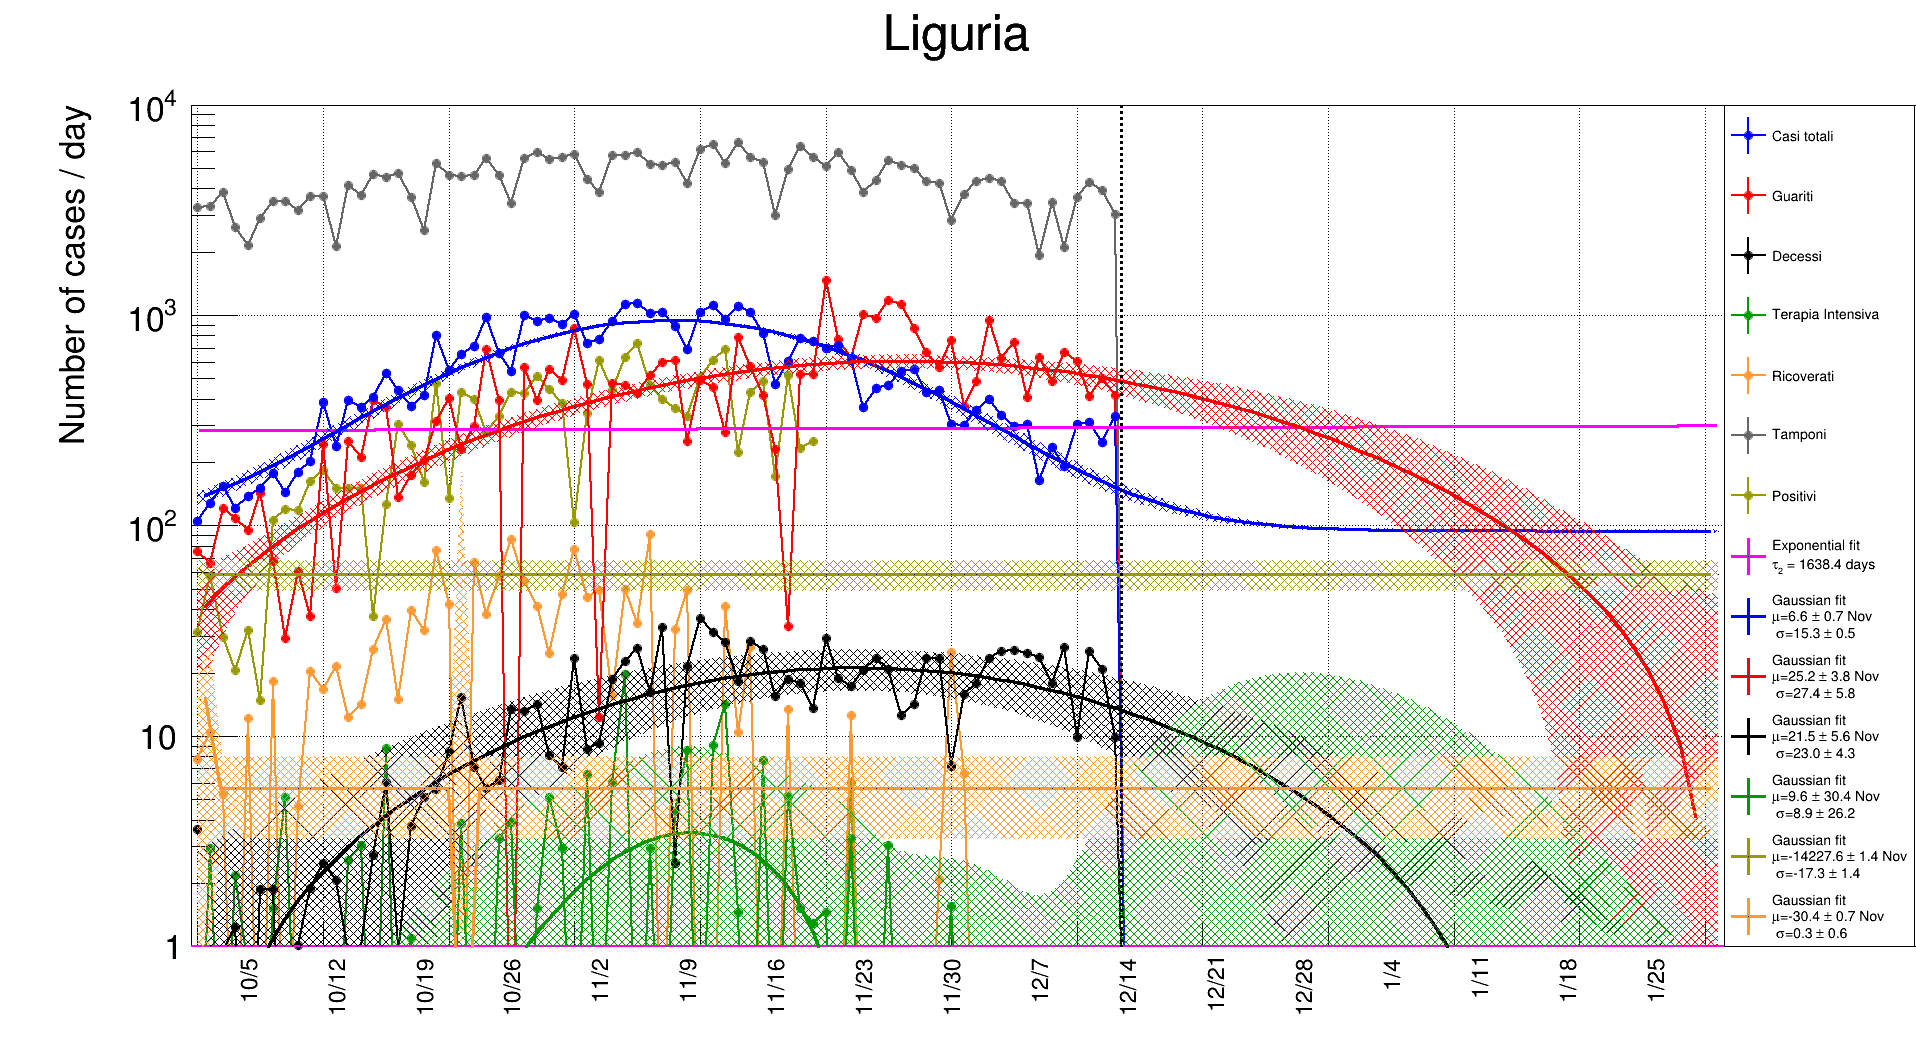 Liguria
Number of cases / day
10⁴
10³
10²
10
1
10/5 10/12 10/19 10/26 11/2 11/9 11/16 11/23 11/30 12/7 12/14 12/21 12/28 1/4 1/11 1/18 1/25
Casi totali
Guariti
Decessi
Terapia Intensiva
Ricoverati
Tamponi
Positivi
Exponential fit
τ₂ = 1638.4 days
Gaussian fit
μ=6.6 ± 0.7 Nov
σ=15.3 ± 0.5
Gaussian fit
μ=25.2 ± 3.8 Nov
σ=27.4 ± 5.8
Gaussian fit
μ=21.5 ± 5.6 Nov
σ=23.0 ± 4.3
Gaussian fit
μ=9.6 ± 30.4 Nov
σ=8.9 ± 26.2
Gaussian fit
μ=-14227.6 ± 1.4 Nov
σ=-17.3 ± 1.4
Gaussian fit
μ=-30.4 ± 0.7 Nov
σ=0.3 ± 0.6